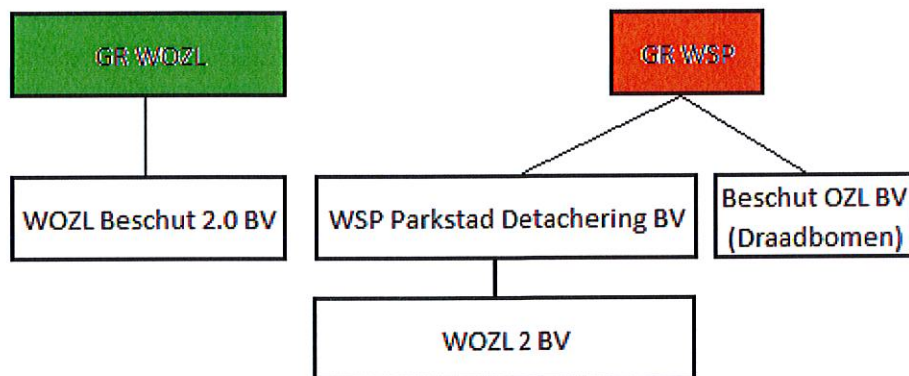 GR WOZL
GR WSP
WOZL Beschut 2.0 BV
WSP Parkstad Detachering BV
Beschut OZL BV
(Draadbomen)
WOZL 2 BV